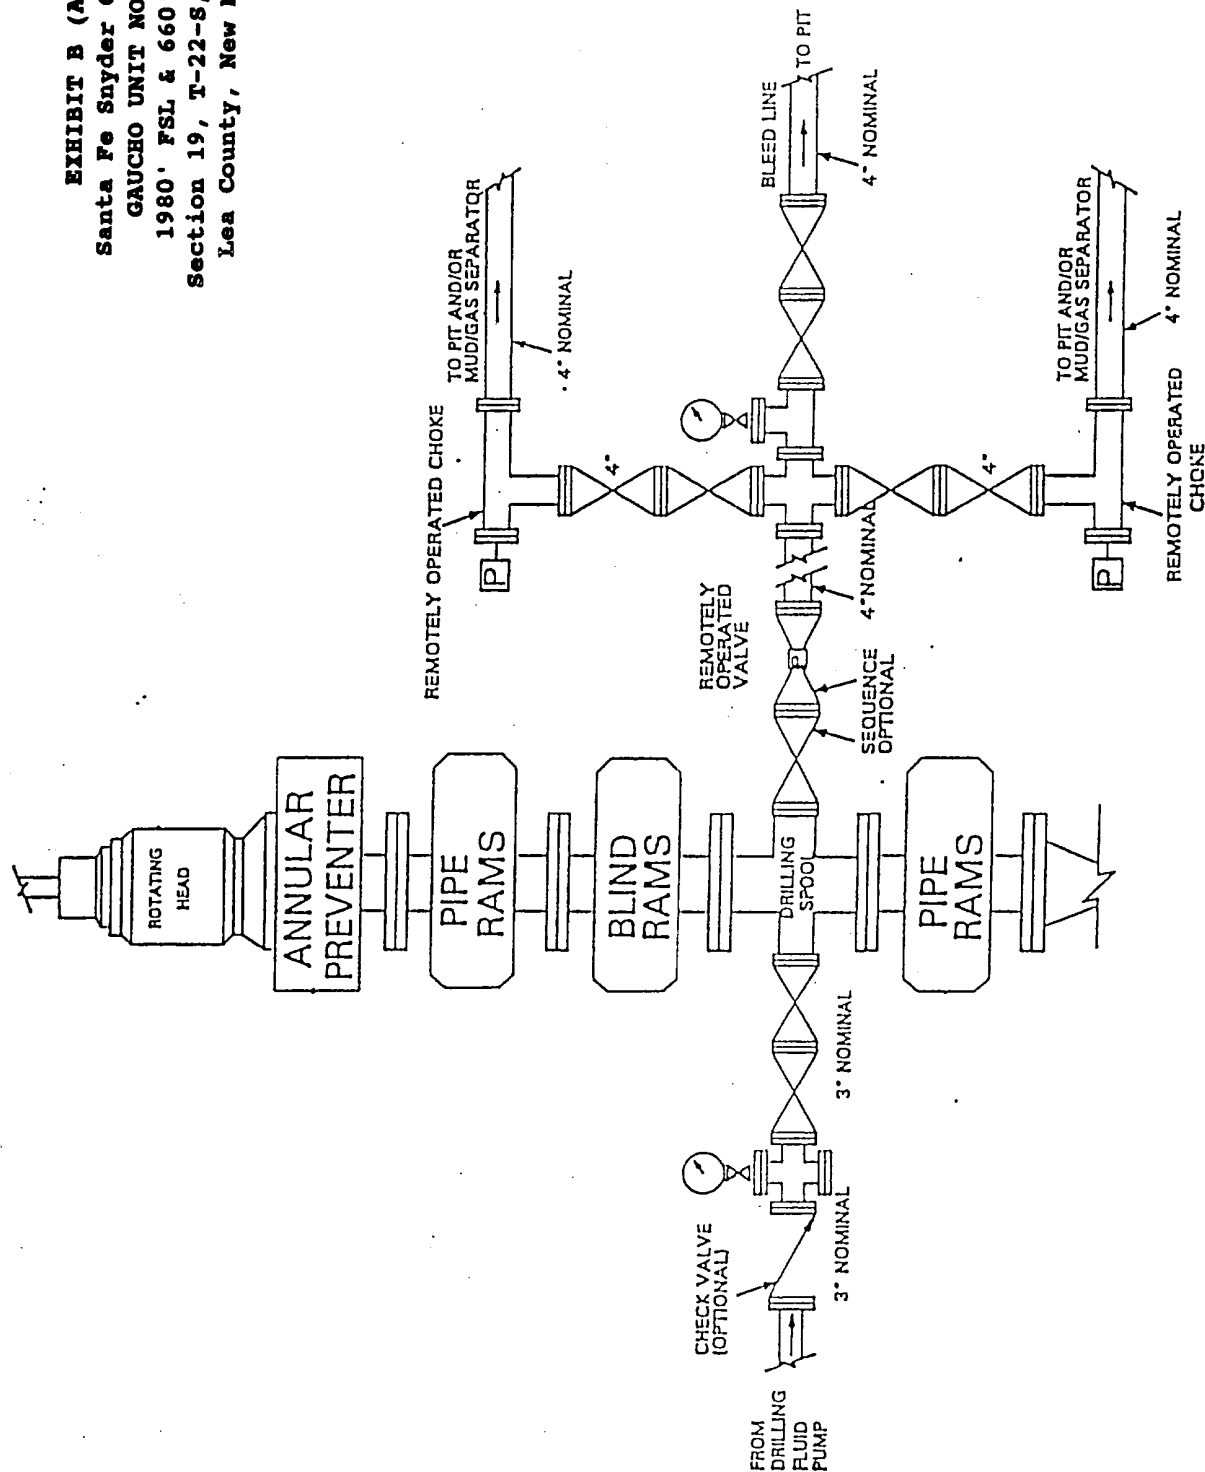 EXHIBIT B (A
Santa Fe Snyder
GAUCHO UNIT NO
1980' FSL & 660
Section 19, T-22-S,
Lea County, New
ROTATING
HEAD
ANNULAR
PREVENTER
PIPE
RAMS
BLIND
RAMS
DRILLING
SPOOL
PIPE
RAMS
FROM
DRILLING
FLUID
PUMP
CHECK VALVE
(OPTIONAL)
3" NOMINAL
3" NOMINAL
SEQUENCE
OPTIONAL
REMOTELY
OPERATED
VALVE
P
4" NOMINAL
REMOTELY OPERATED CHOKE
P
TO PIT AND/OR
MUD/GAS SEPARATOR
4" NOMINAL
4"
BLEED LINE
TO PIT
4" NOMINAL
4"
P
REMOTELY OPERATED
CHOKE
TO PIT AND/OR
MUD/GAS SEPARATOR
4" NOMINAL